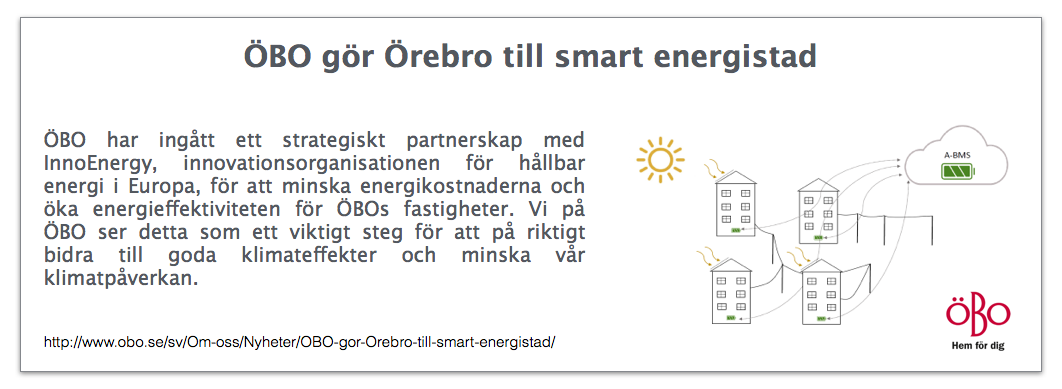 ÖBO gör Örebro till smart energistad
ÖBO har ingått ett strategiskt partnerskap med
InnoEnergy, innovationsorganisationen för hållbar
energi i Europa, för att minska energikostnaderna och
öka energieffektiviteten för ÖBOs fastigheter. Vi på
ÖBO ser detta som ett viktigt steg för att på riktigt
bidra till goda klimateffekter och minska vår
klimatpåverkan.
http://www.obo.se/sv/Om-oss/Nyheter/OBO-gor-Orebro-till-smart-energistad/
A-BMS
öBo
Hem för dig